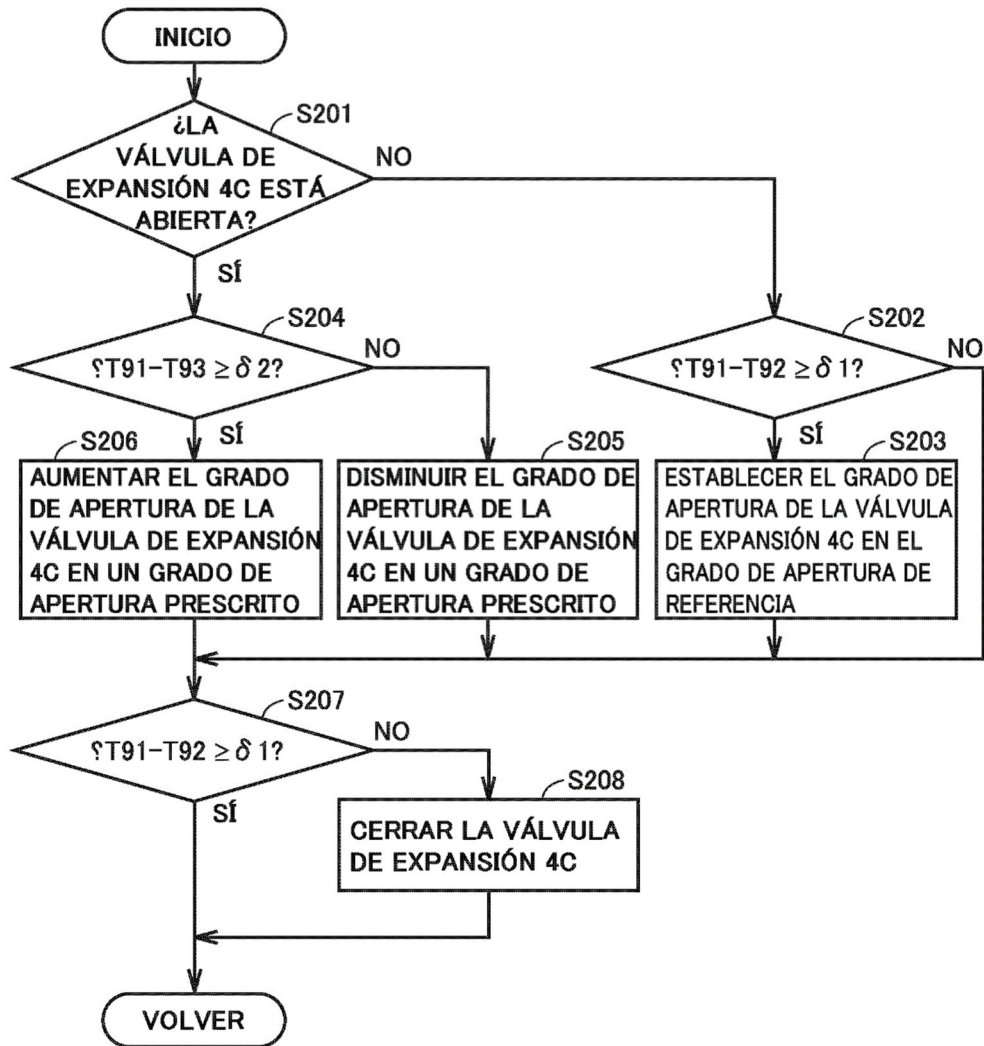 INICIO
S201
¿LA
VÁLVULA DE
EXPANSIÓN 4C ESTÁ
ABIERTA?
NO
SÍ
S204
?T91-T93 ≥ δ 2?
NO
SÍ
S202
?T91-T92 ≥ δ 1?
NO
SÍ
S206
AUMENTAR EL GRADO
DE APERTURA DE LA
VÁLVULA DE EXPANSIÓN
4C EN UN GRADO DE
APERTURA PRESCRITO
S205
DISMINUIR EL GRADO DE
APERTURA DE LA
VÁLVULA DE EXPANSIÓN
4C EN UN GRADO DE
APERTURA PRESCRITO
S203
ESTABLECER EL GRADO DE
APERTURA DE LA VÁLVULA
DE EXPANSIÓN 4C EN EL
GRADO DE APERTURA DE
REFERENCIA
S207
?T91-T92 ≥ δ 1?
NO
SÍ
S208
CERRAR LA VÁLVULA
DE EXPANSIÓN 4C
VOLVER